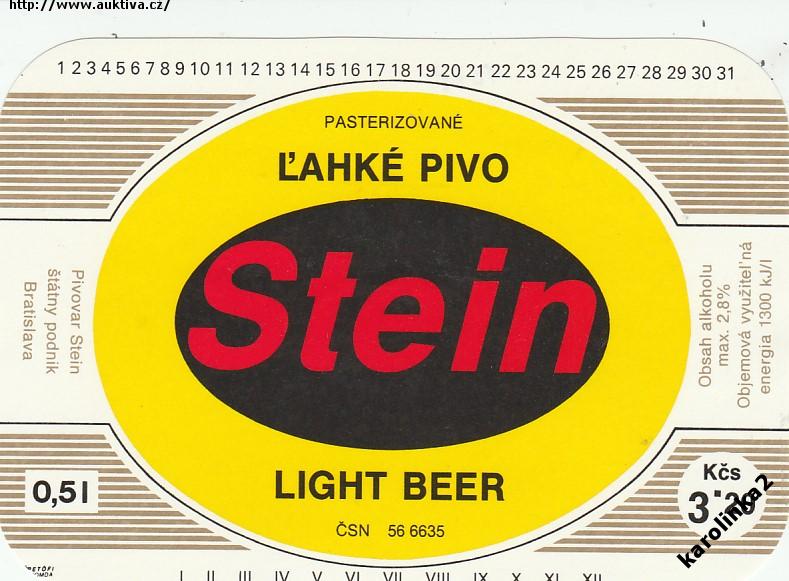 http://www.auktiva.cz/
1 2 3 4 5 6 7 8 9 10 11 12 13 14 15 16 17 18 19 20 21 22 23 24 25 26 27 28 29 30 31
PASTERIZOVANÉ
ĽAHKÉ PIVO
Stein
LIGHT BEER
ČSN 56 6635
Pivovar Stein
štátny podnik
Bratislava
Obsah alkoholu
max. 2,8%
Objemová využiteľná
energia 1300 kJ/l
0,5 l
Kčs
karolinka2
I II III IV V VI VII VIII IX X XI XII